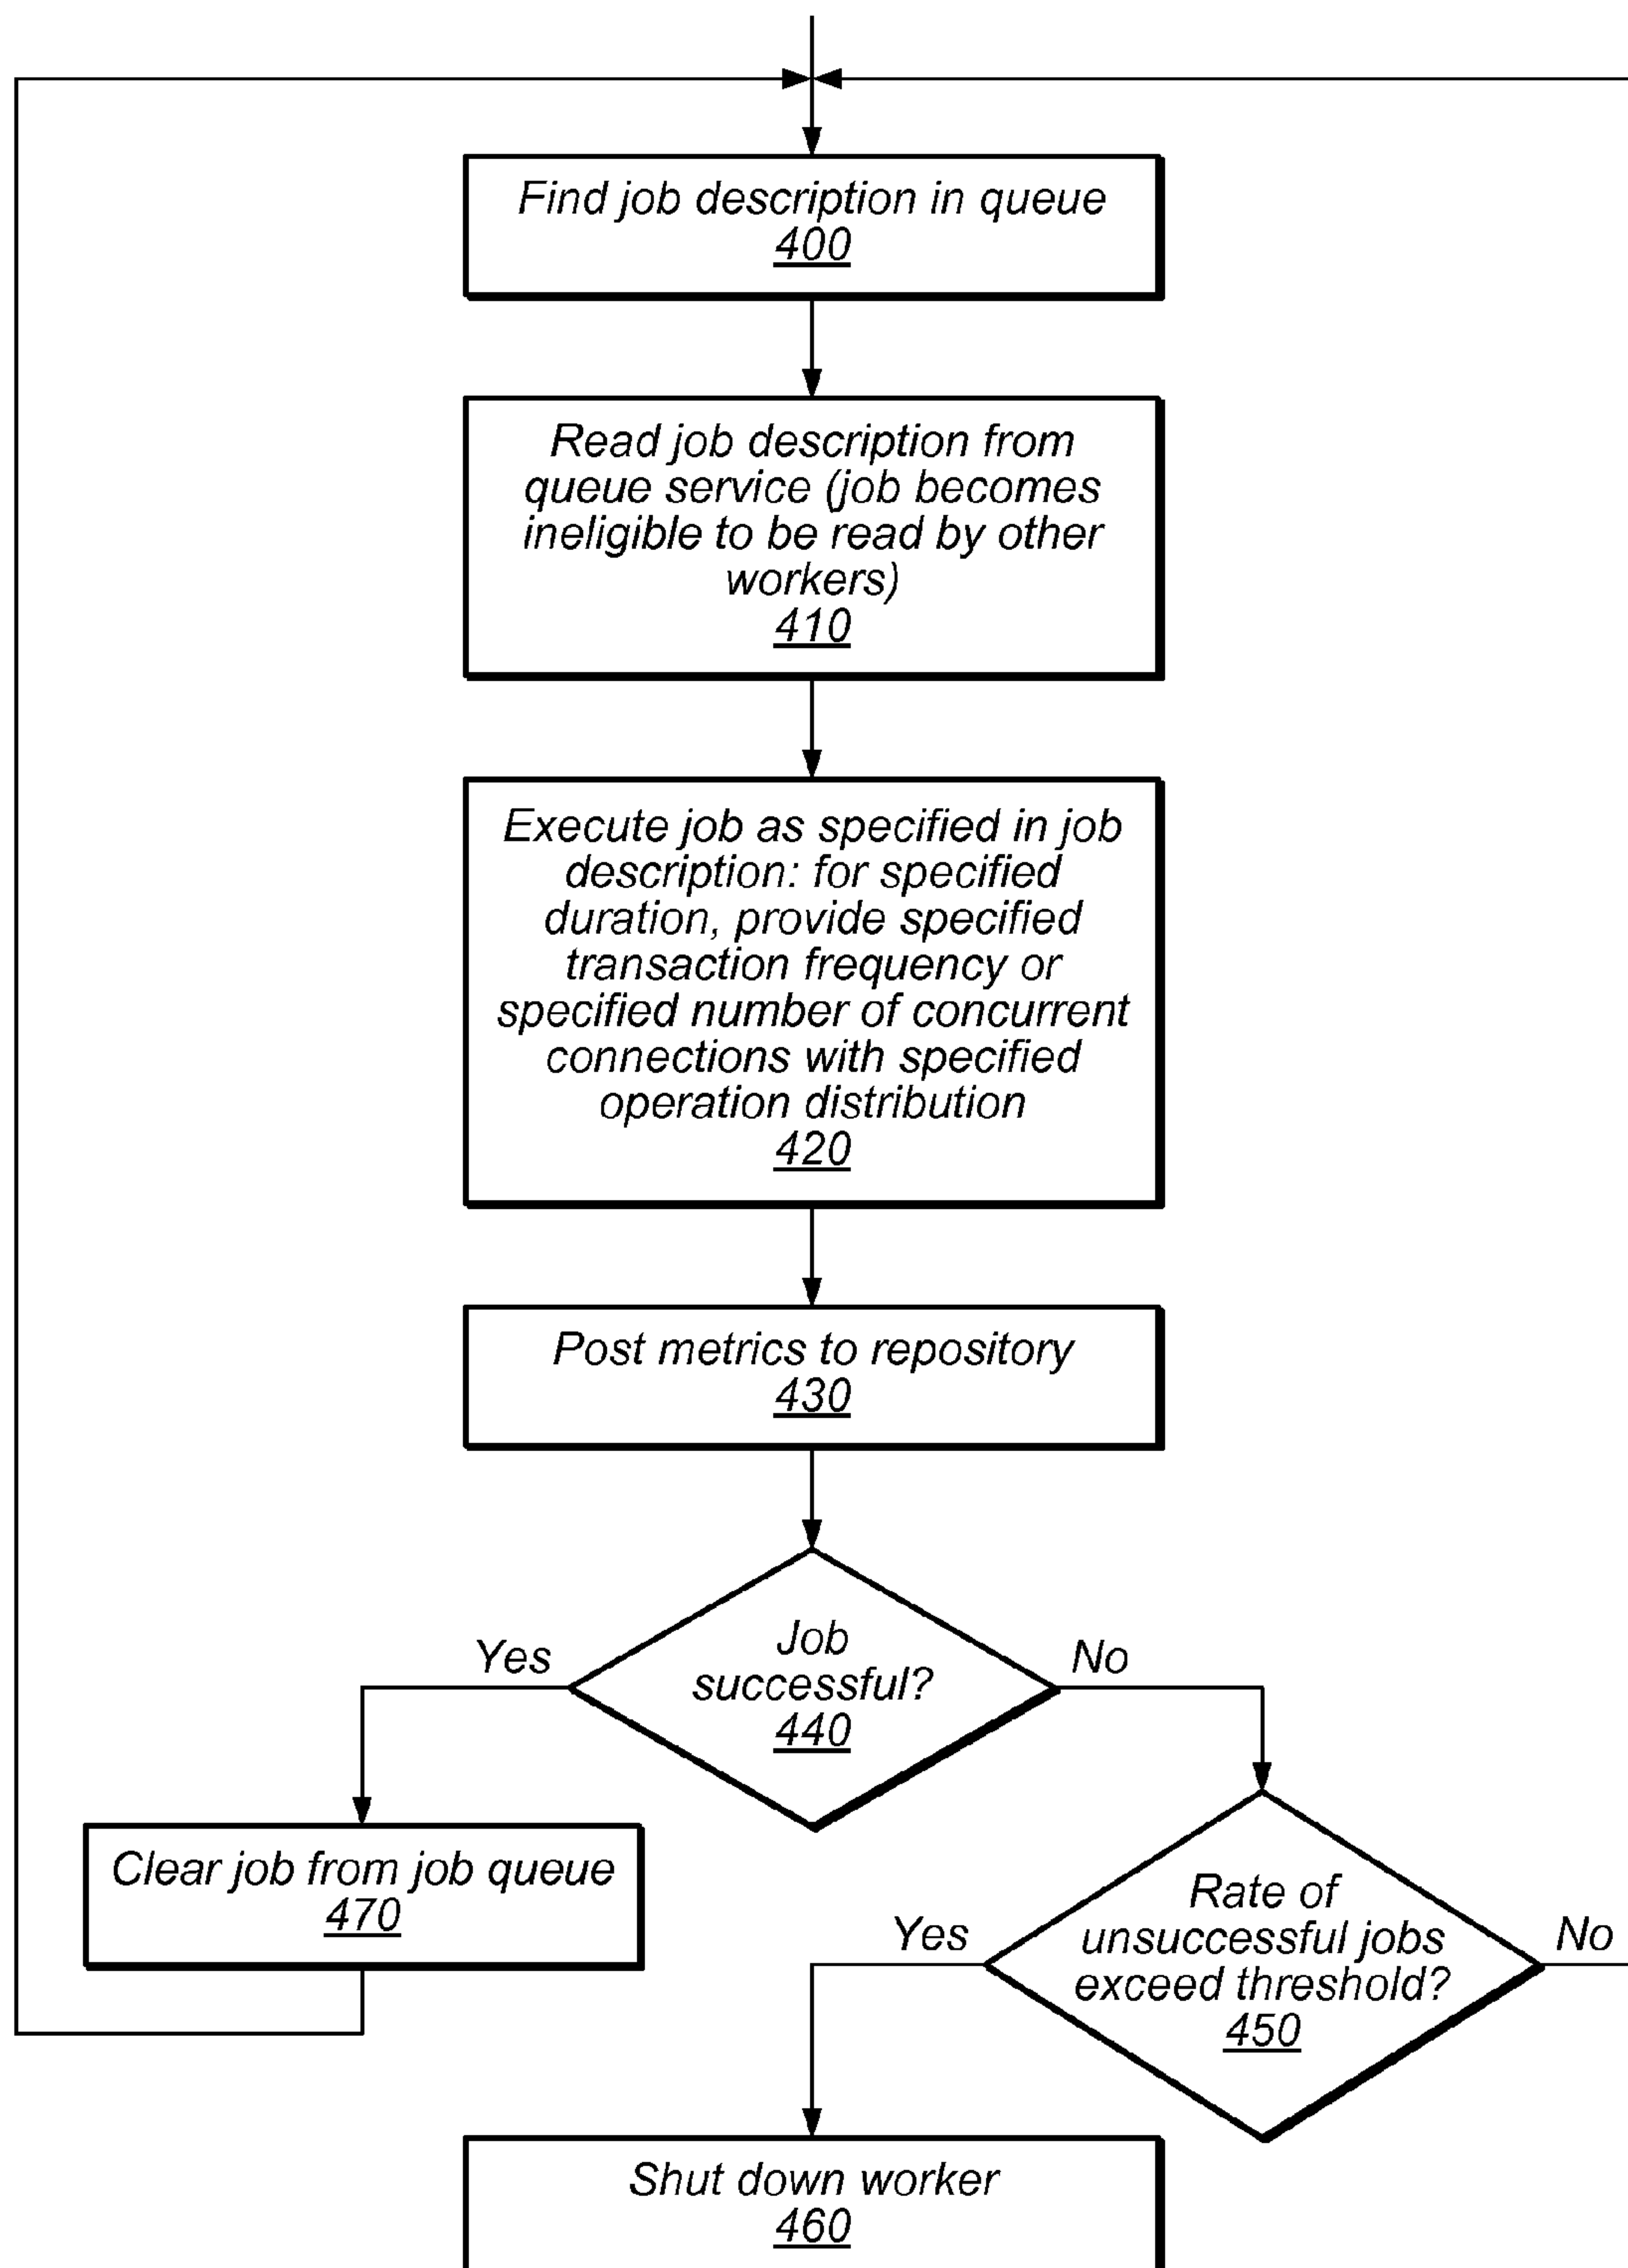 Find job description in queue
400
Read job description from
queue service (job becomes
ineligible to be read by other
workers)
410
Execute job as specified in job
description: for specified
duration, provide specified
transaction frequency or
specified number of concurrent
connections with specified
operation distribution
420
Post metrics to repository
430
Job
successful?
440
Yes
No
Clear job from job queue
470
Rate of
unsuccessful jobs
exceed threshold?
450
Yes
No
Shut down worker
460